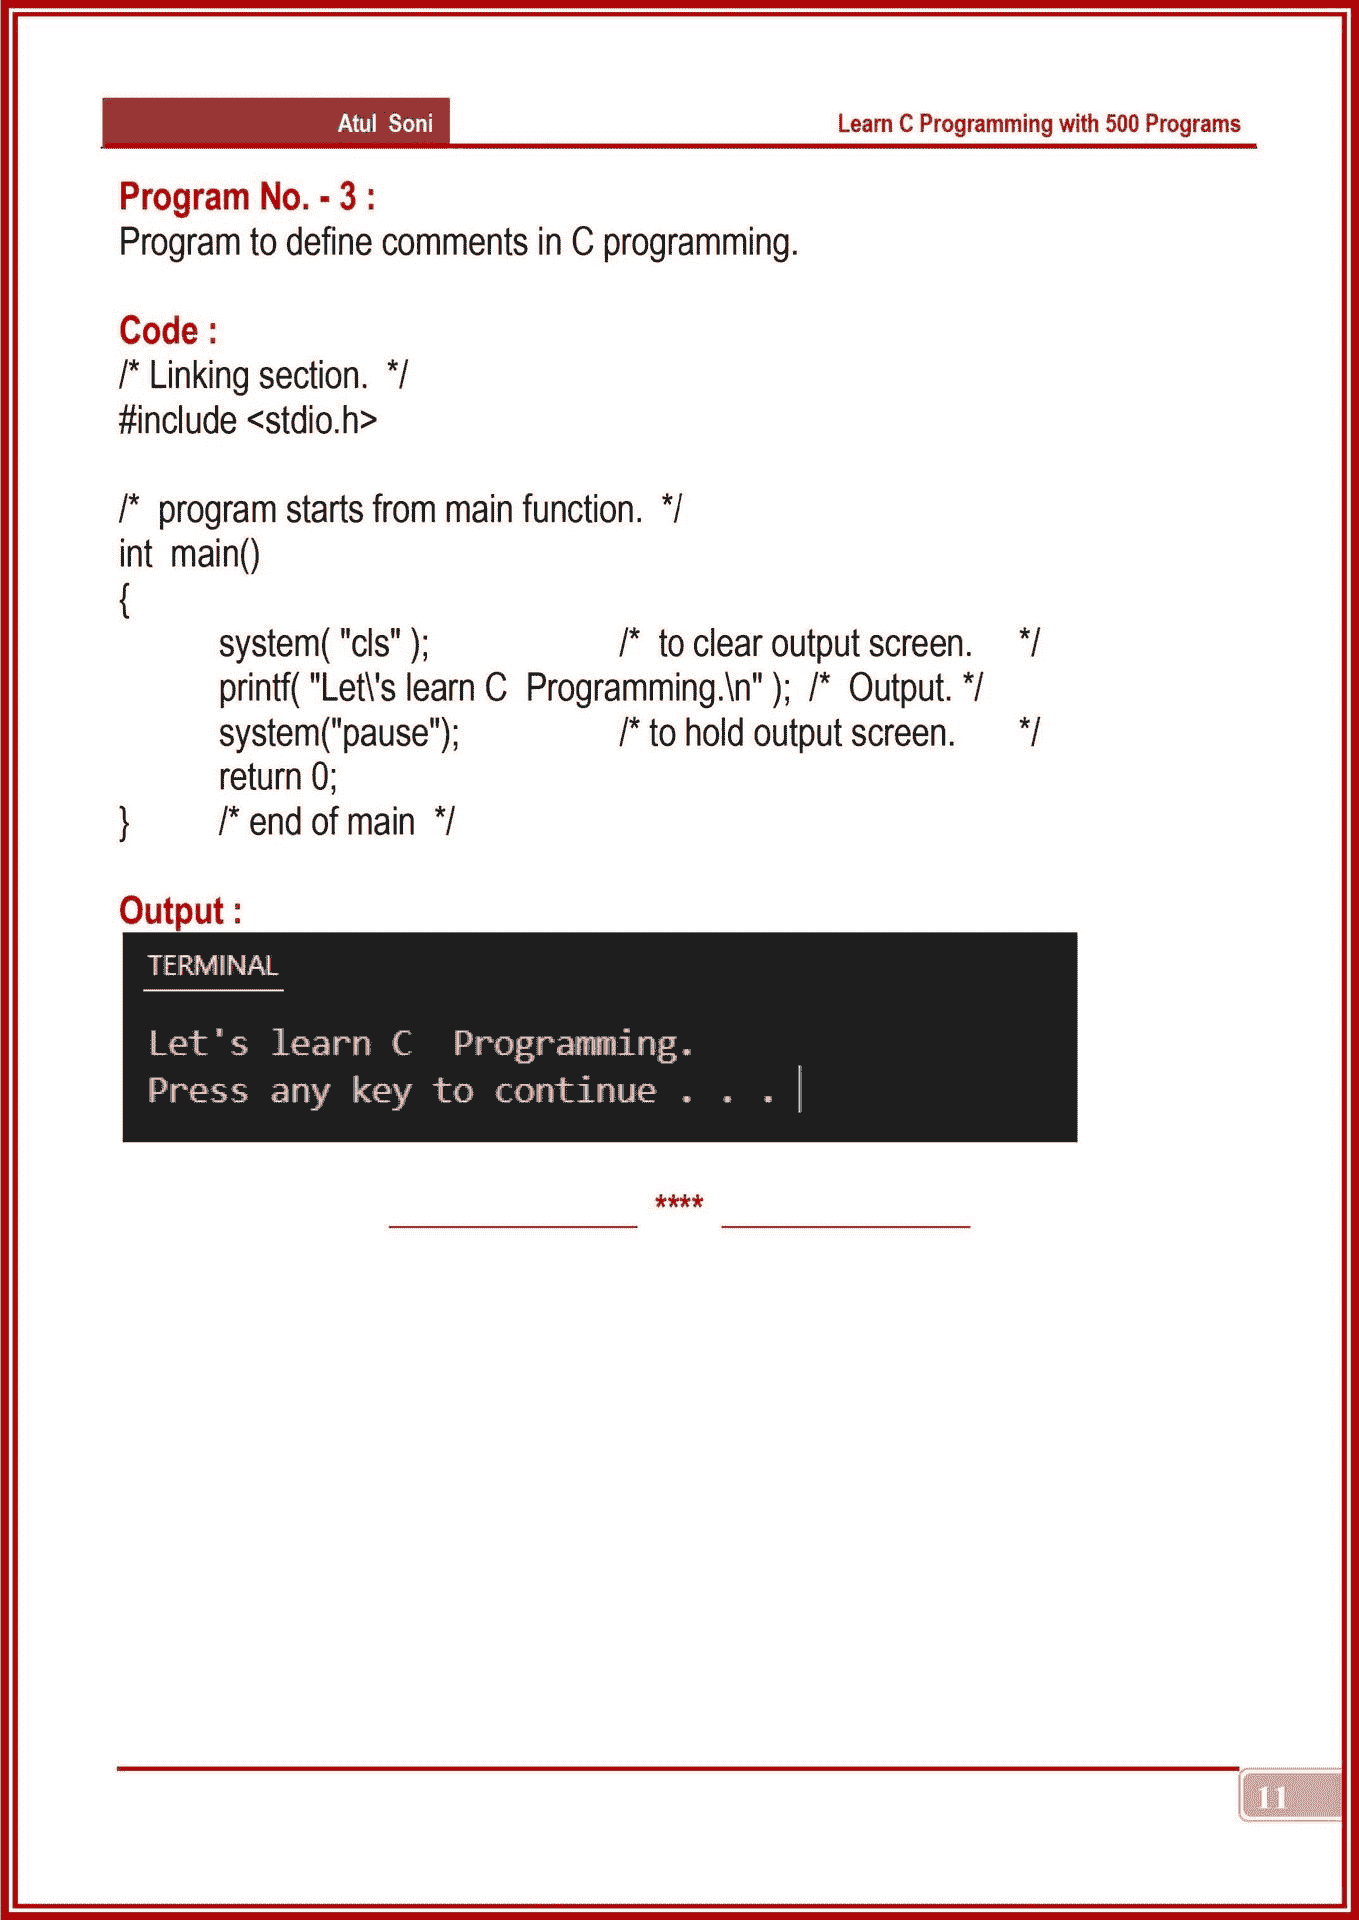 Atul Soni
Learn C Programming with 500 Programs
Program No. - 3 :
Program to define comments in C programming.
Code :
/* Linking section.  */
#include <stdio.h>
/*  program starts from main function.  */
int  main()
{
system( "cls" ); /*  to clear output screen. */
printf( "Let\'s learn C  Programming.\n" );  /*  Output. */
system("pause"); /* to hold output screen. */
return 0;
} /* end of main  */
Output :
TERMINAL
Let's learn C  Programming.
Press any key to continue . . .
****
11